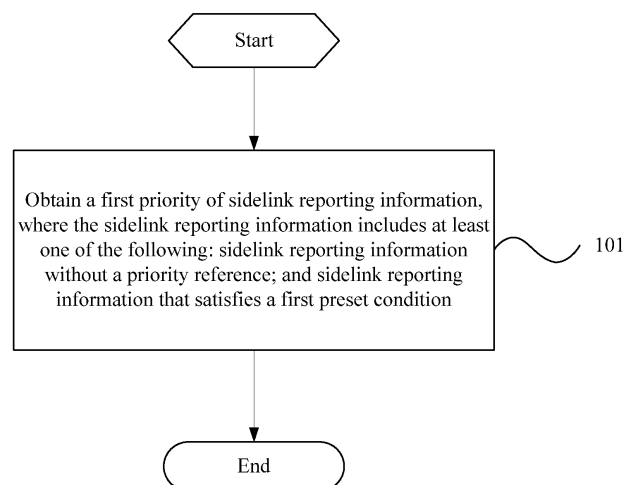 Start
Obtain a first priority of sidelink reporting information,
where the sidelink reporting information includes at least
one of the following: sidelink reporting information
without a priority reference; and sidelink reporting
information that satisfies a first preset condition
101
End